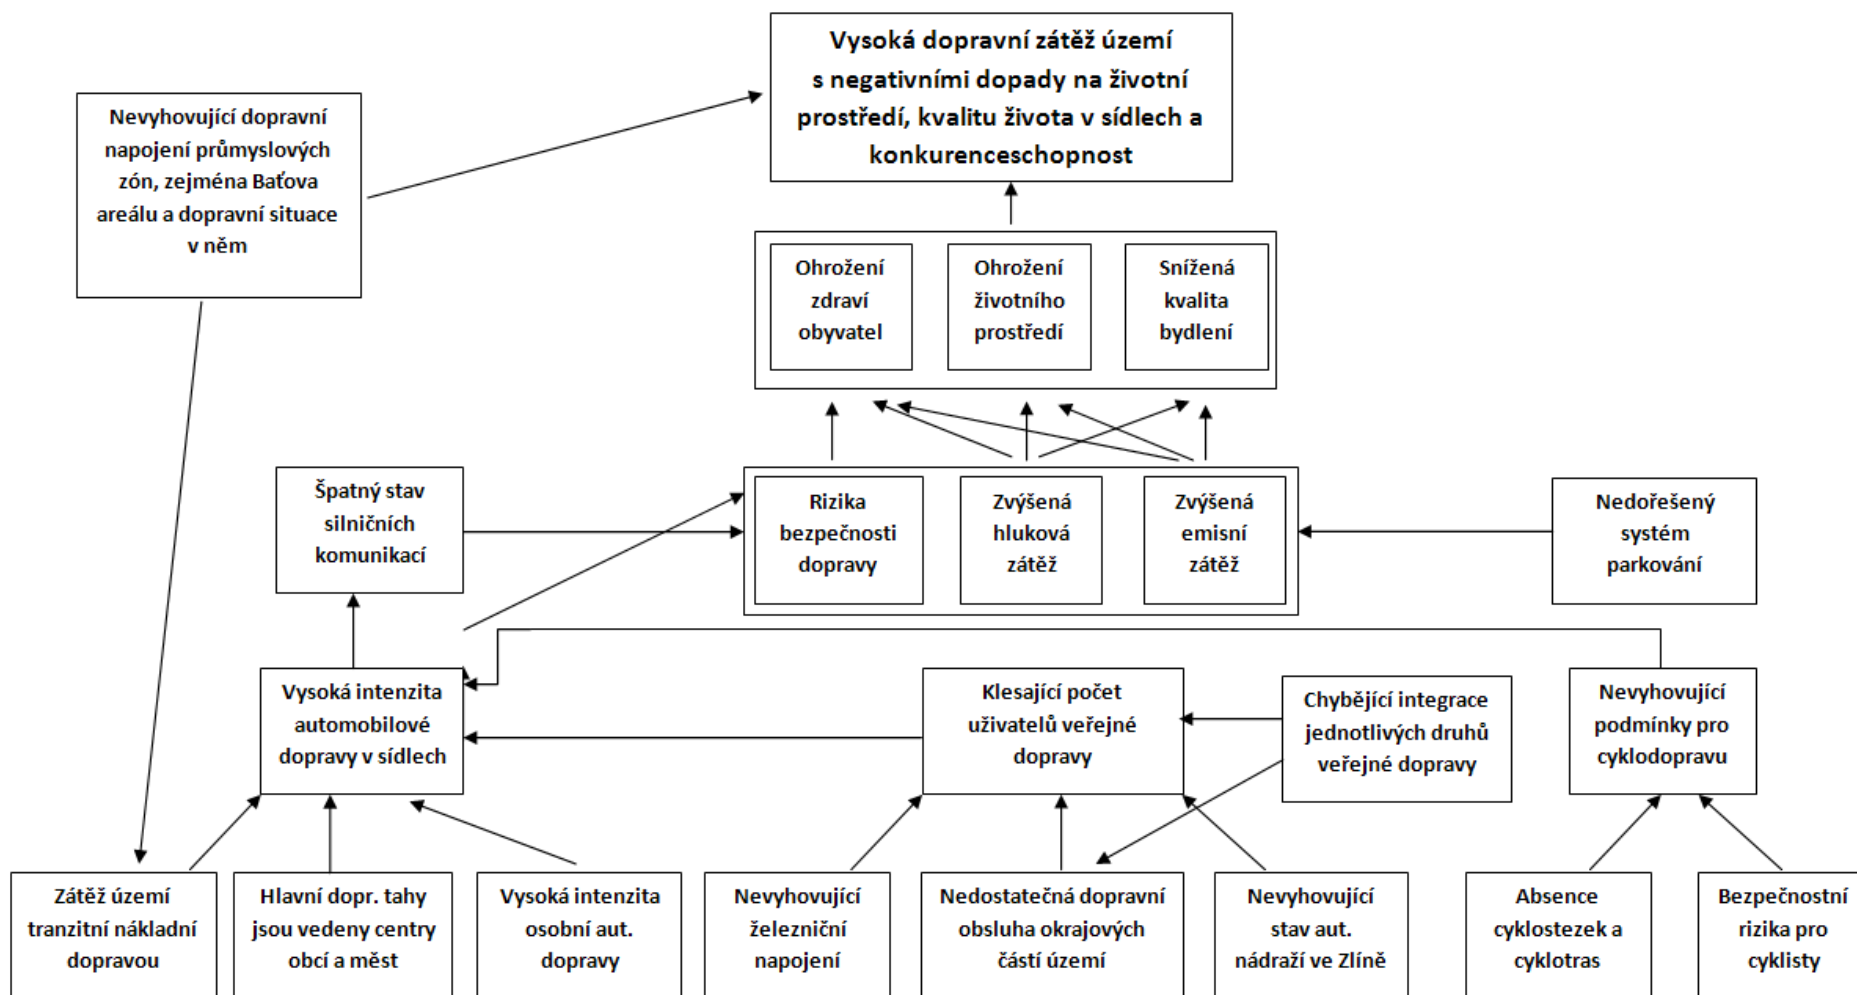 Vysoká dopravní zátěž území
s negativními dopady na životní
prostředí, kvalitu života v sídlech a
konkurenceschopnost
Nevyhovující dopravní
napojení průmyslových
zón, zejména Baťova
areálu a dopravní situace
v něm
Ohrožení
zdraví
obyvatel
Ohrožení
životního
prostředí
Snížená
kvalita
bydlení
Špatný stav
silničních
komunikací
Rizika
bezpečnosti
dopravy
Zvýšená
hluková
zátěž
Zvýšená
emisní
zátěž
Nedořešený
systém
parkování
Vysoká intenzita
automobilové
dopravy v sídlech
Klesající počet
uživatelů veřejné
dopravy
Chybějící integrace
jednotlivých druhů
veřejné dopravy
Nevyhovující
podmínky pro
cyklodopravu
Zátěž území
tranzitní nákladní
dopravou
Hlavní dopr. tahy
jsou vedeny centry
obcí a měst
Vysoká intenzita
osobní aut.
dopravy
Nevyhovující
železniční
napojení
Nedostatečná dopravní
obsluha okrajových
částí území
Nevyhovující
stav aut.
nádraží ve Zlíně
Absence
cyklostezek a
cyklotras
Bezpečnostní
rizika pro
cyklisty